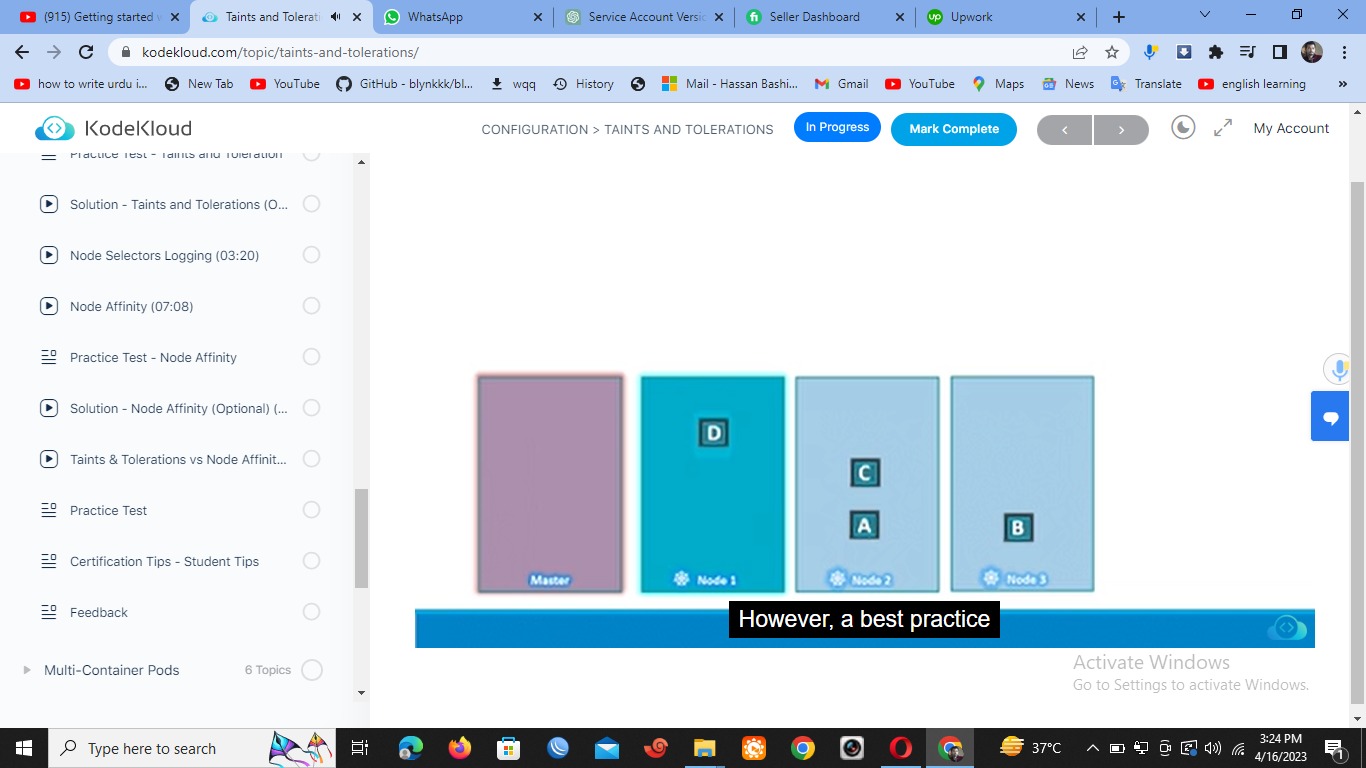 (915) Getting started w
Taints and Tolerati
WhatsApp
Service Account Versio
Seller Dashboard
Upwork
kodekloud.com/topic/taints-and-tolerations/
how to write urdu i...
New Tab
YouTube
GitHub - blynkkk/bl...
wqq
History
Mail - Hassan Bashi...
Gmail
YouTube
Maps
News
Translate
english learning
»
KodeKloud
CONFIGURATION > TAINTS AND TOLERATIONS
In Progress
Mark Complete
My Account
Practice Test - Taints and Toleration
Solution - Taints and Tolerations (O...
Node Selectors Logging (03:20)
Node Affinity (07:08)
Practice Test - Node Affinity
Solution - Node Affinity (Optional) (...
Taints & Tolerations vs Node Affinit...
Practice Test
Certification Tips - Student Tips
Feedback
Multi-Container Pods
6 Topics
D
C
A
B
Master
Node 1
Node 2
Node 3
However, a best practice
Activate Windows
Go to Settings to activate Windows.
Type here to search
37°C
3:24 PM
4/16/2023
1